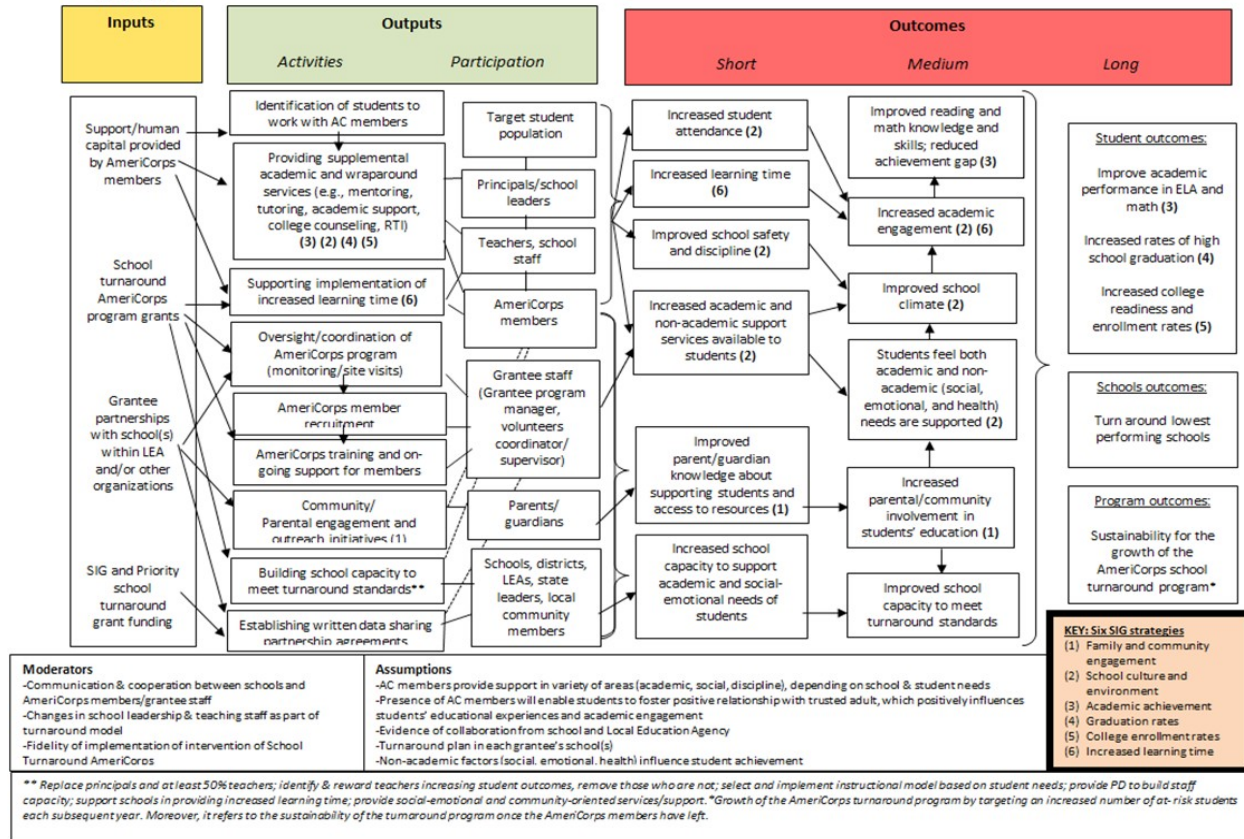 Inputs
Outputs
Activities
Participation
Outcomes
Short
Medium
Long
Support/human
capital provided
by AmeriCorps
members
School
turnaround
AmeriCorps
program grants
Grantee
partnerships
with school(s)
within LEA
and/or other
organizations
SIG and Priority
school
turnaround
grant funding
Identification of students to
work with AC members
Providing supplemental
academic and wraparound
services (e.g., mentoring,
tutoring, academic support,
college counseling, RTI)
(3) (2) (4) (5)
Supporting implementation of
increased learning time (6)
Oversight/coordination of
AmeriCorps program
(monitoring/site visits)
AmeriCorps member
recruitment
AmeriCorps training and on-
going support for members
Community/
Parental engagement and
outreach initiatives (1)
Building school capacity to
meet turnaround standards**
Establishing written data sharing
partnership agreements
Target student
population
Principals/school
leaders
Teachers, school
staff
AmeriCorps
members
Grantee staff
(Grantee program
manager,
volunteers
coordinator/
supervisor)
Parents/
guardians
Schools, districts,
LEAs, state
leaders, local
community
members
Increased student
attendance (2)
Increased learning time
(6)
Improved school safety
and discipline (2)
Increased academic and
non-academic support
services available to
students (2)
Improved
parent/guardian
knowledge about
supporting students and
access to resources (1)
Increased school
capacity to support
academic and social-
emotional needs of
students
Improved reading and
math knowledge and
skills; reduced
achievement gap (3)
Increased academic
engagement (2) (6)
Improved school
climate (2)
Students feel both
academic and non-
academic (social,
emotional, and health)
needs are supported (2)
Increased
parental/community
involvement in
students' education (1)
Improved school
capacity to meet
turnaround standards
Student outcomes:
Improve academic
performance in ELA and
math (3)
Increased rates of high
school graduation (4)
Increased college
readiness and
enrollment rates
(5)
Schools outcomes:
Turn around lowest
performing schools
Program outcomes:
Sustainability for the
growth of the
AmeriCorps school
turnaround program*
KEY: Six SIG strategies
(1) Family and community
engagement
(2) School culture and
environment
(3) Academic achievement
(4) Graduation rates
(5) College enrollment rates
(6) Increased learning time
Moderators
-Communication & cooperation between schools and
AmeriCorps members/grantee staff
-Changes in school leadership & teaching staff as part of
turnaround model
-Fidelity of implementation of intervention of School
Turnaround AmeriCorps
Assumptions
-AC members provide support in variety of areas (academic, social, discipline), depending on school & student needs
-Presence of AC members will enable students to foster positive relationship with trusted adult, which positively influences
students' educational experiences and academic engagement
-Evidence of collaboration from school and Local Education Agency
-Turnaround plan in each grantee's school(s)
-Non-academic factors (social, emotional, health) influence student achievement
** Replace principals and at least 50% teachers; identify & reward teachers increasing student outcomes, remove those who are not; select and implement instructional model based on student needs; provide PD to build staff
capacity; support schools in providing increased learning time; provide social-emotional and community-oriented services/support. *Growth of the AmeriCorps turnaround program by targeting an increased number of at- risk students
each subsequent year. Moreover, it refers to the sustainability of the turnaround program once the AmeriCorps members have left.